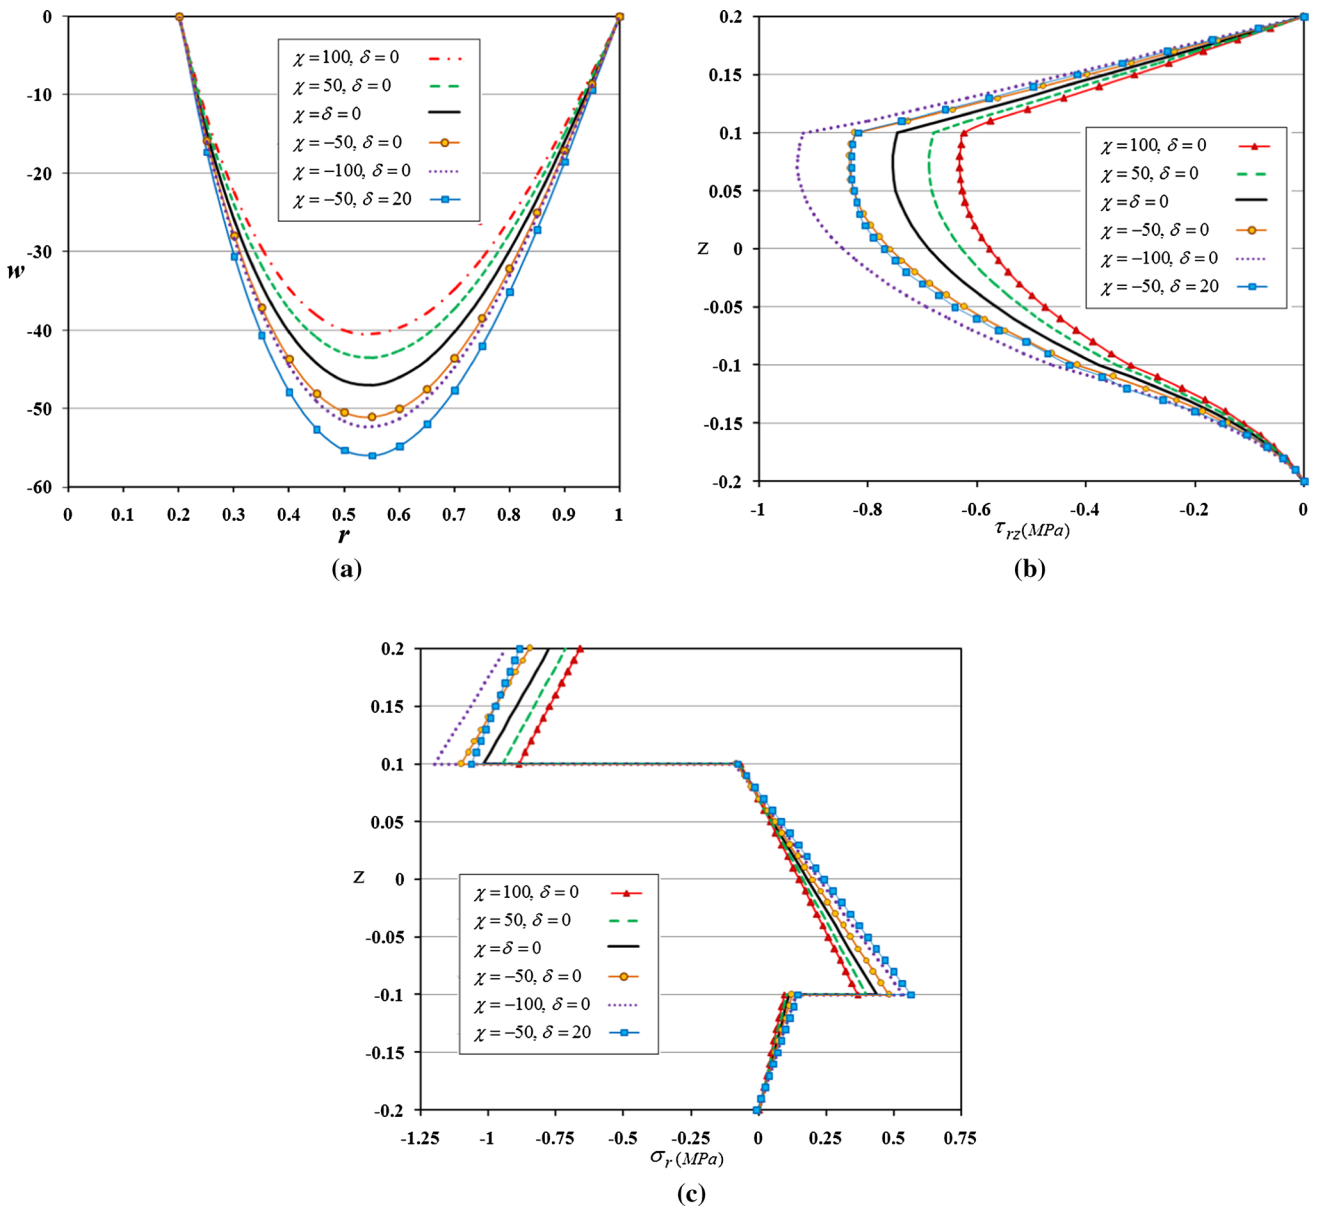 0
-10
-20
-30
-40
-50
-60
w
0 0.1 0.2 0.3 0.4 0.5 0.6 0.7 0.8 0.9 1
r
χ=100, δ=0
χ=50, δ=0
χ=δ=0
χ=−50, δ=0
χ=−100, δ=0
χ=−50, δ=20
(a)
0.2
0.15
0.1
0.05
0
-0.05
-0.1
-0.15
-0.2
z
-1 -0.8 -0.6 -0.4 -0.2 0
τrz(MPa)
χ=100, δ=0
χ=50, δ=0
χ=δ=0
χ=−50, δ=0
χ=−100, δ=0
χ=−50, δ=20
(b)
0.2
0.15
0.1
0.05
0
-0.05
-0.1
-0.15
-0.2
z
-1.25 -1 -0.75 -0.5 -0.25 0 0.25 0.5 0.75
σr(MPa)
χ=100, δ=0
χ=50, δ=0
χ=δ=0
χ=−50, δ=0
χ=−100, δ=0
χ=−50, δ=20
(c)